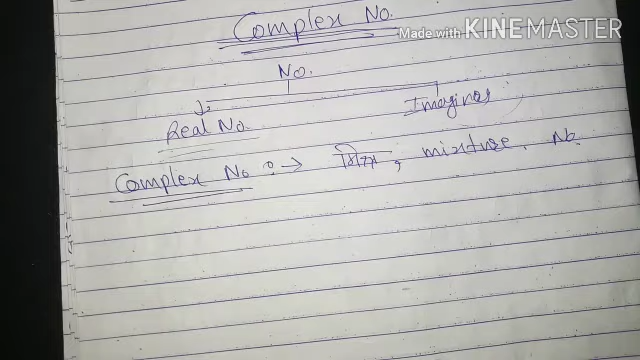 Complex No.
Made with KINEMASTER
No.
Real No.
Imaginary
Complex No :→ मिश्र, mixture. No.